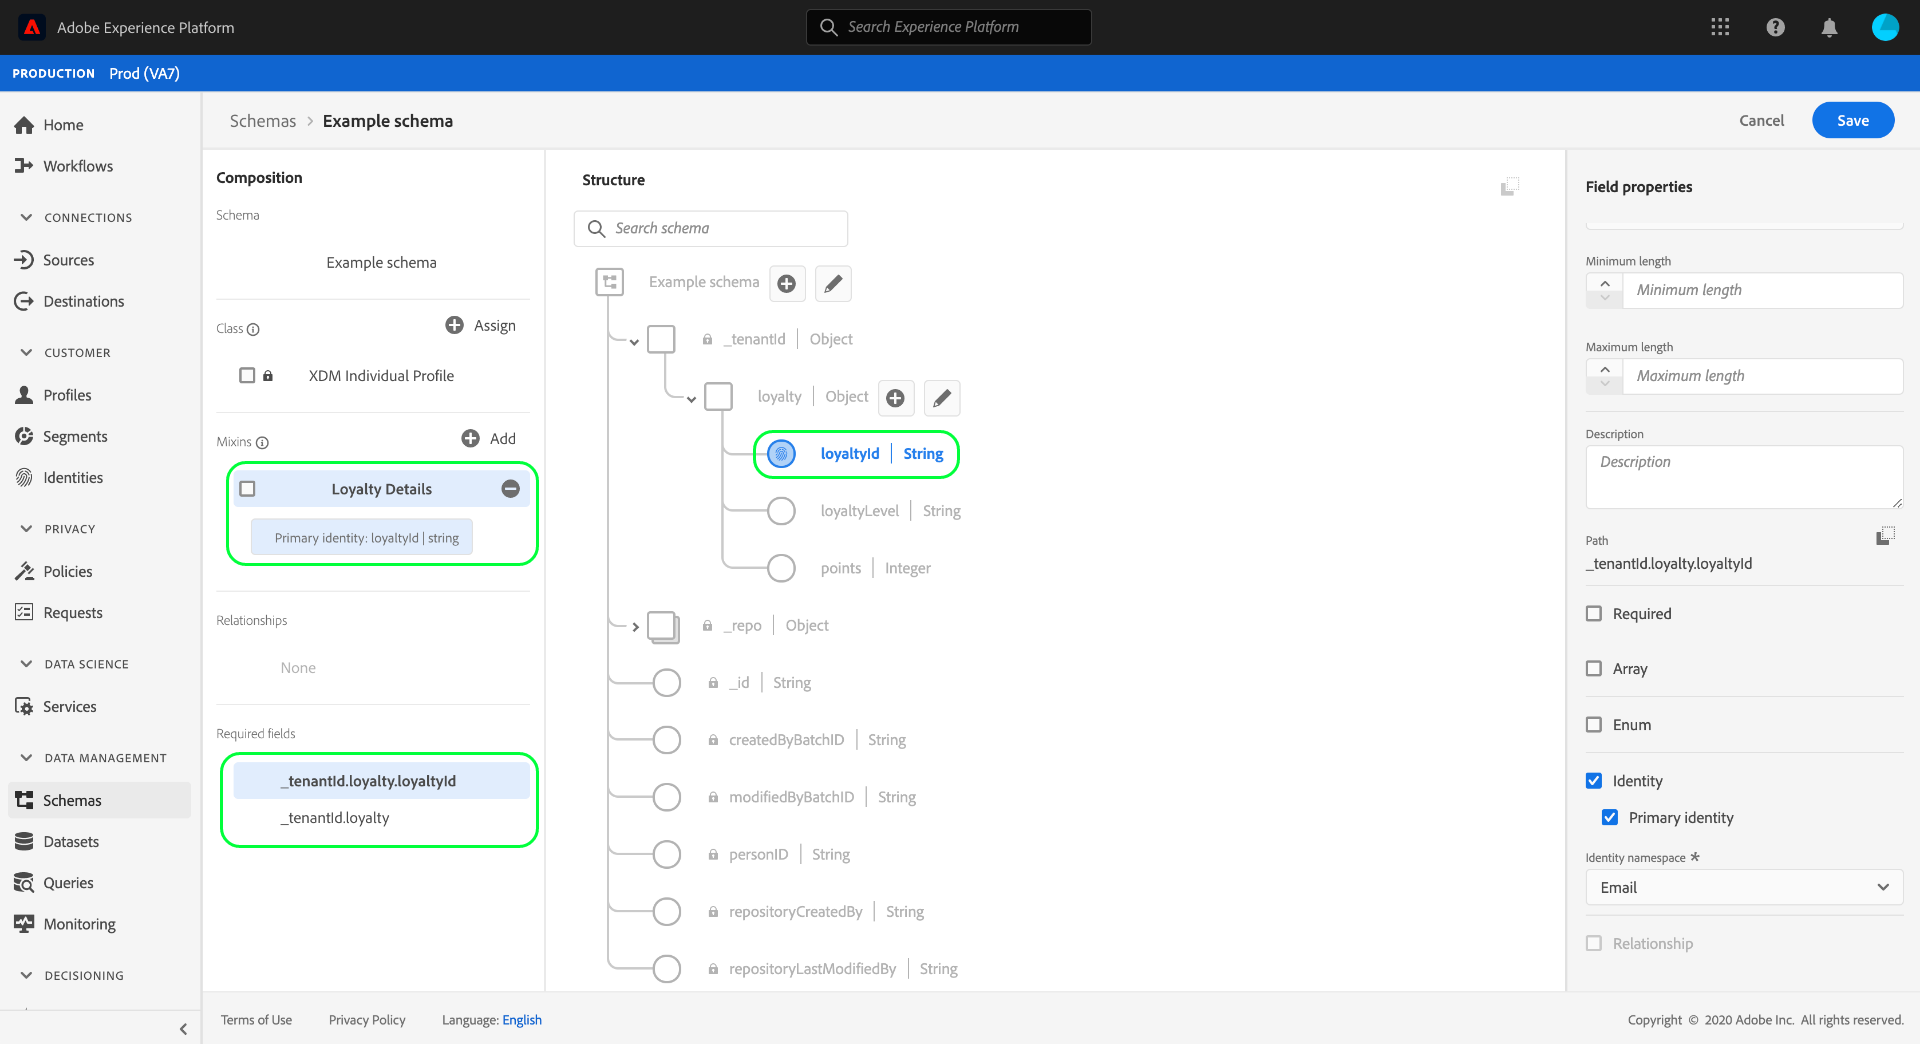 Adobe Experience Platform
Search Experience Platform
PRODUCTION Prod (VA7)
Home
Workflows
CONNECTIONS
Sources
Destinations
CUSTOMER
Profiles
Segments
Identities
PRIVACY
Policies
Requests
DATA SCIENCE
Services
DATA MANAGEMENT
Schemas
Datasets
Queries
Monitoring
DECISIONING
Schemas > Example schema
Cancel
Save
Composition
Schema
Example schema
Class
Assign
XDM Individual Profile
Mixins
Add
Loyalty Details
Primary identity: loyaltyId | string
Relationships
None
Required fields
_tenantId.loyalty.loyaltyId
_tenantId.loyalty
Structure
Search schema
Example schema
_tenantId | Object
loyalty | Object
loyaltyId | String
loyaltyLevel | String
points | Integer
_repo | Object
_id | String
createdByBatchID | String
modifiedByBatchID | String
personID | String
repositoryCreatedBy | String
repositoryLastModifiedBy | String
Field properties
Minimum length
Minimum length
Maximum length
Maximum length
Description
Description
Path
_tenantId.loyalty.loyaltyId
Required
Array
Enum
Identity
Primary identity
Identity namespace *
Email
Relationship
Terms of Use Privacy Policy Language: English
Copyright © 2020 Adobe Inc. All rights reserved.